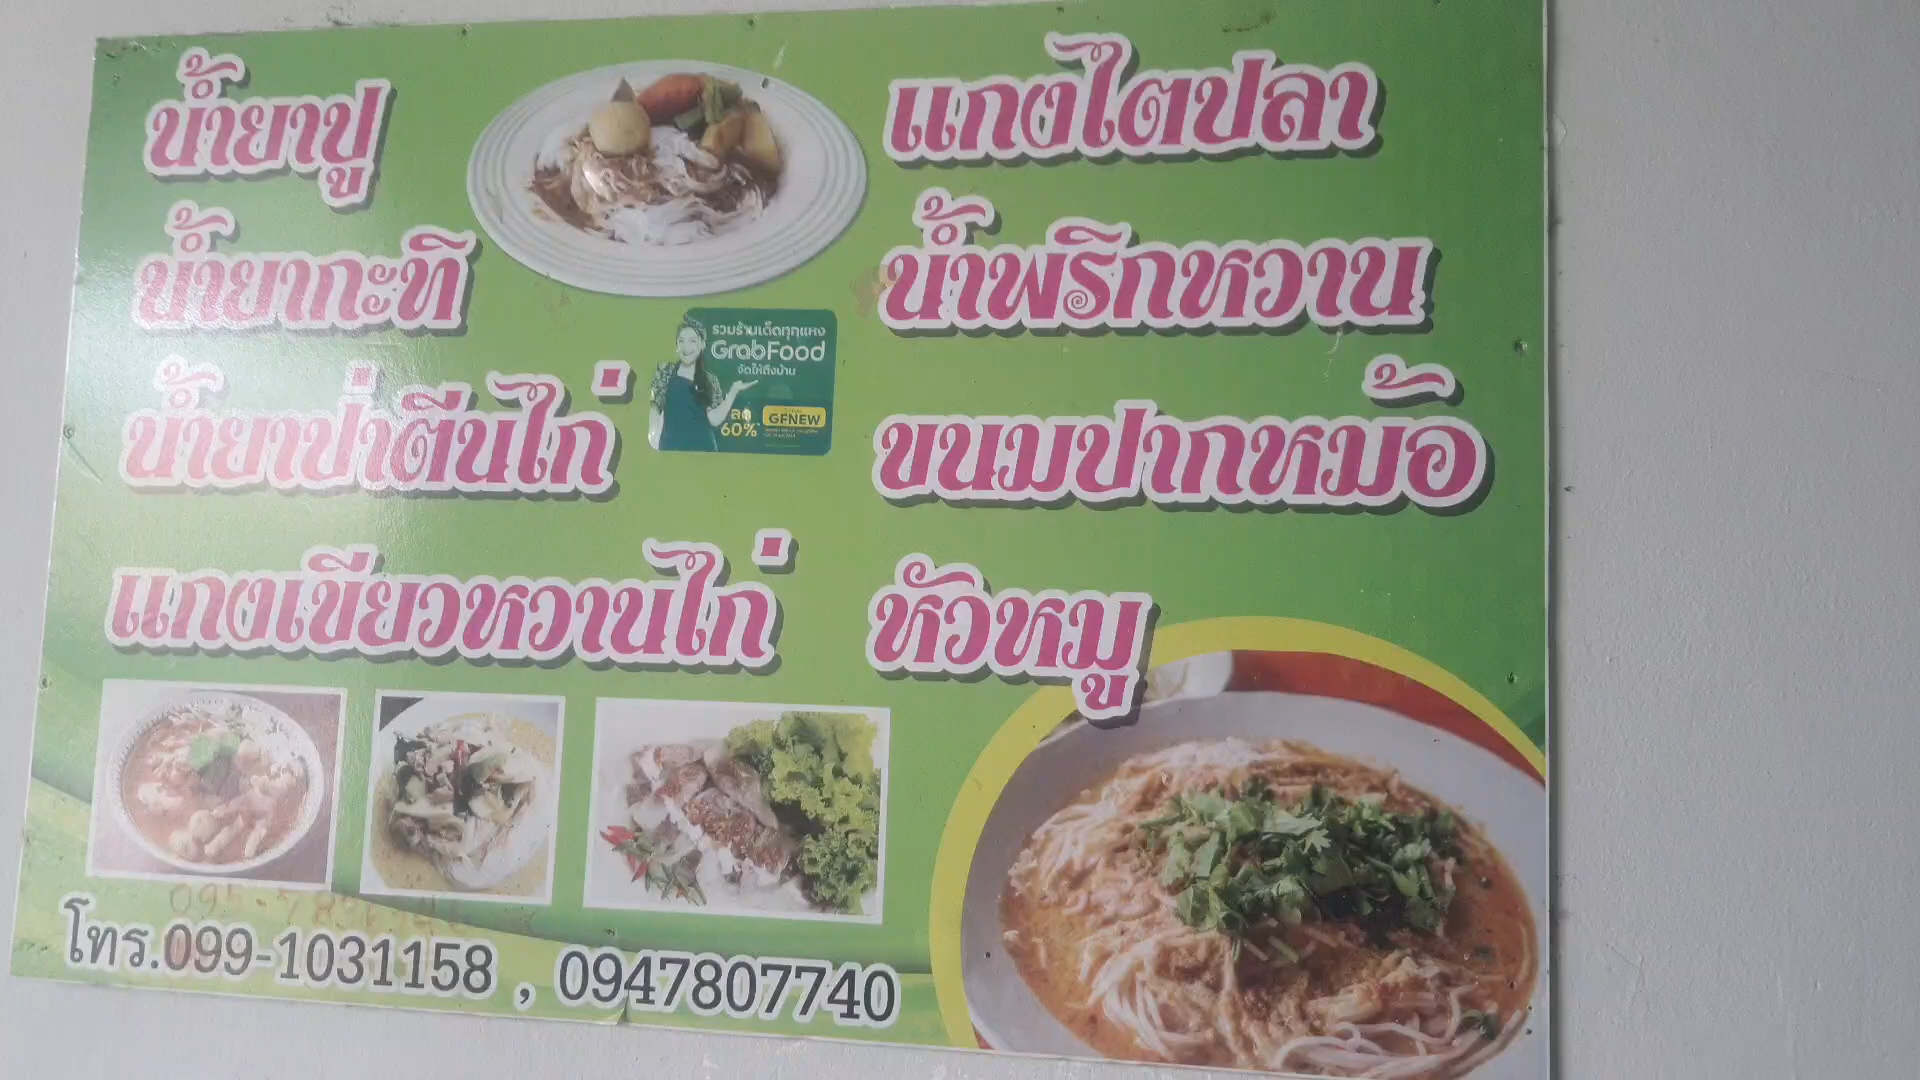 น้ำยาปู
น้ำยากะทิ
น้ำยาป่าตีนไก่
แกงเขียวหวานไก่
แกงไตปลา
น้ำพริกหวาน
ขนมปากหม้อ
หัวหมู
รวมร้านเด็ดทุกแห่ง
GrabFood
จัดให้ถึงบ้าน
ลด
60%
GFNEW
โทร.099-1031158 , 0947807740